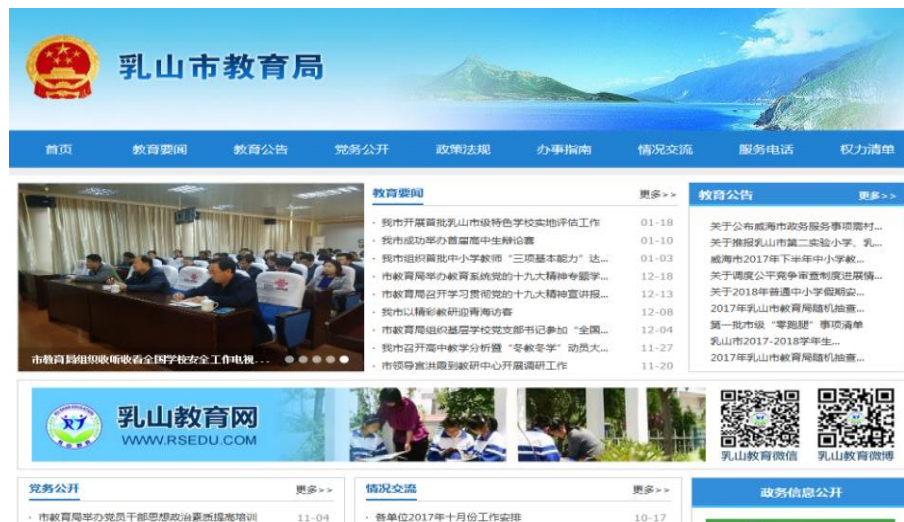 乳山市教育局
首页 教育要闻 教育公告 党务公开 政策法规 办事指南 情况交流 服务电话 权力清单
市教育局组织收听收看全国学校安全工作电视...
教育要闻 更多>>
· 我市开展首批乳山市级特色学校实地评估工作 01-18
· 我市成功举办首届高中生辩论赛 01-10
· 我市组织首批中小学教师“三项基本能力”达... 01-03
· 市教育局举办教育系统党的十九大精神专题学... 12-18
· 市教育局召开学习贯彻党的十九大精神宣讲报... 12-13
· 我市以精彩教研迎青海访客 12-08
· 市教育局组织基层学校党支部书记参加“全国... 12-04
· 我市召开高中教学分析暨“冬教冬学”动员大... 11-27
· 市领导宫洪霞到教研中心开展调研工作 11-20
教育公告 更多>>
关于公布威海市政务服务事项需村...
关于推报乳山市第二实验小学、乳...
威海市2017年下半年中小学教...
关于调度公平竞争审查制度进展情...
关于2018年普通中小学假期安...
2017年乳山市教育局随机抽查...
第一批市级“零跑腿”事项清单
乳山市2017-2018学年生...
2017年乳山市教育局随机抽查...
乳山教育网
WWW.RSEDU.COM
乳山教育微信 乳山教育微博
党务公开 更多>>
· 市教育局举办党员干部思想政治素质提高培训 11-04
情况交流 更多>>
· 各单位2017年十月份工作安排 10-17
政务信息公开